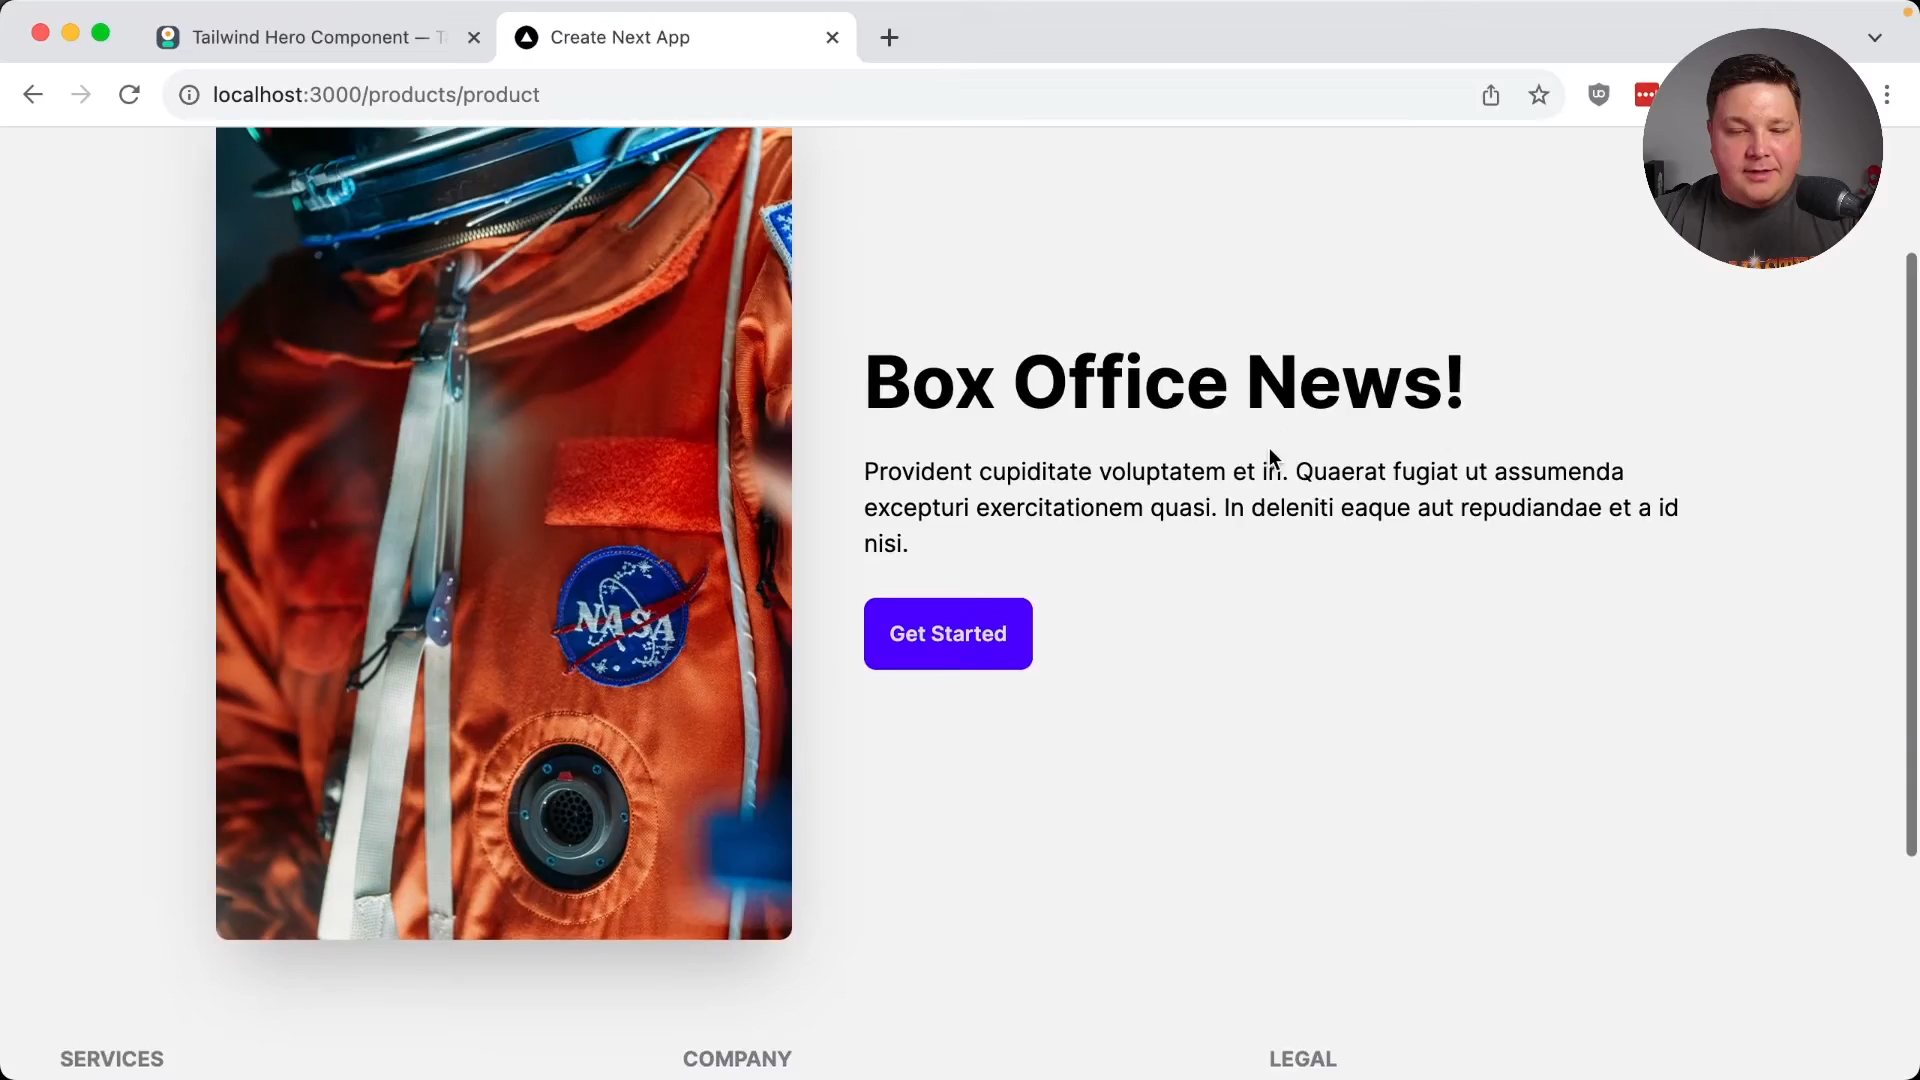 Tailwind Hero Component — T
Create Next App
localhost:3000/products/product
Box Office News!
Provident cupiditate voluptatem et in. Quaerat fugiat ut assumenda
excepturi exercitationem quasi. In deleniti eaque aut repudiandae et a id
nisi.
Get Started
NASA
SERVICES
COMPANY
LEGAL